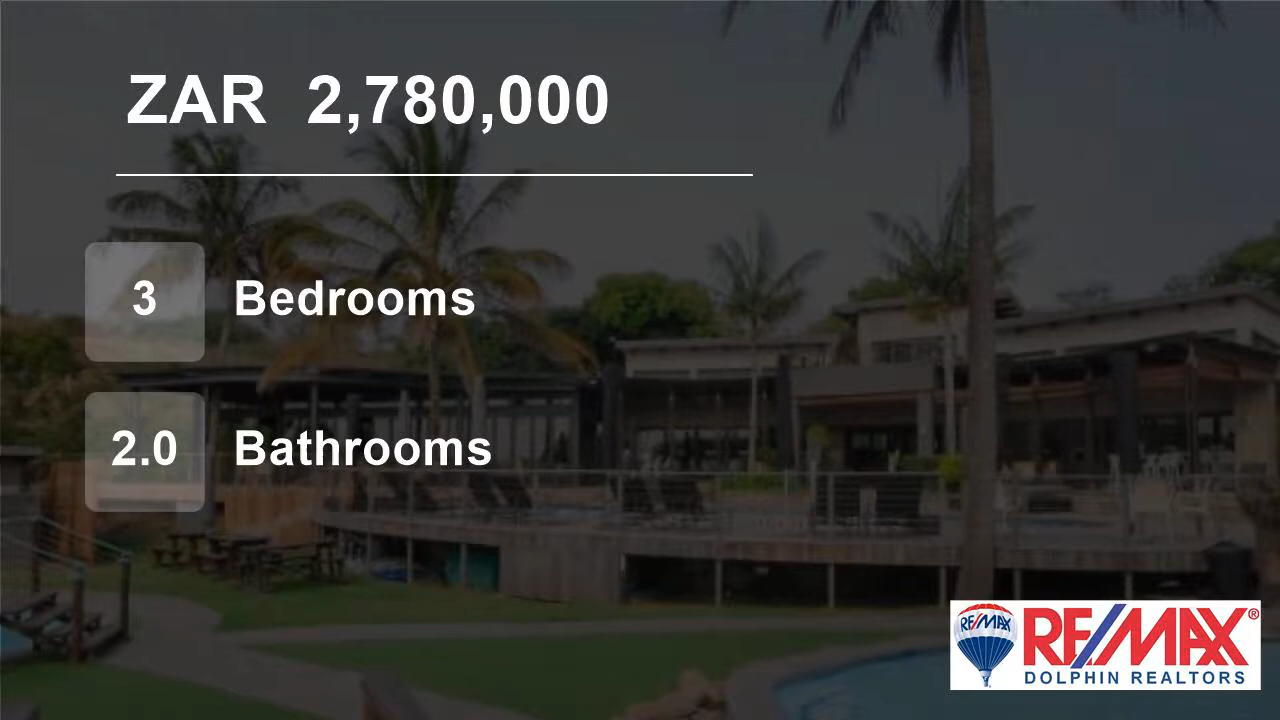 ZAR 2,780,000
3 Bedrooms
2.0 Bathrooms
RE/MAX
RE/MAX®
DOLPHIN REALTORS